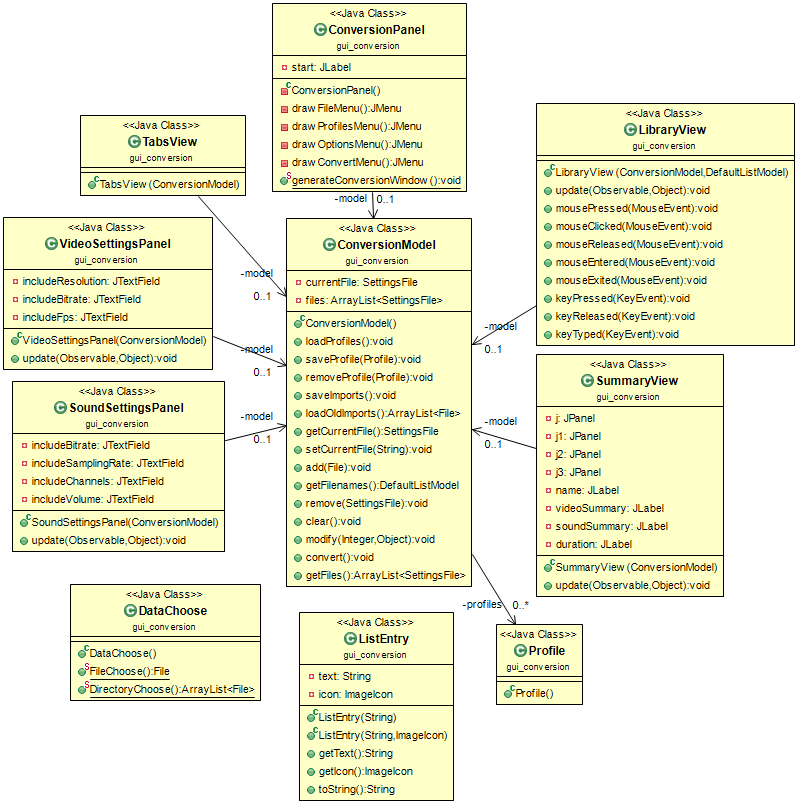 <<Java Class>>
ConversionPanel
gui_conversion
start: JLabel
ConversionPanel()
draw FileMenu():JMenu
draw ProfilesMenu():JMenu
draw OptionsMenu():JMenu
draw ConvertMenu():JMenu
generateConversionWindow():void
-model
0..1
<<Java Class>>
TabsView
gui_conversion
TabsView(ConversionModel)
-model
0..1
<<Java Class>>
VideoSettingsPanel
gui_conversion
includeResolution: JTextField
includeBitrate: JTextField
includeFps: JTextField
VideoSettingsPanel(ConversionModel)
update(Observable,Object):void
-model
0..1
<<Java Class>>
SoundSettingsPanel
gui_conversion
includeBitrate: JTextField
includeSamplingRate: JTextField
includeChannels: JTextField
includeVolume: JTextField
SoundSettingsPanel(ConversionModel)
update(Observable,Object):void
-model
0..1
<<Java Class>>
ConversionModel
gui_conversion
currentFile: SettingsFile
files: ArrayList<SettingsFile>
ConversionModel()
loadProfiles():void
saveProfile(Profile):void
removeProfile(Profile):void
saveImports():void
loadOldImports():ArrayList<File>
getCurrentFile():SettingsFile
setCurrentFile(String):void
add(File):void
getFilenames():DefaultListModel
remove(SettingsFile):void
clear():void
modify(Integer,Object):void
convert():void
getFiles():ArrayList<SettingsFile>
<<Java Class>>
LibraryView
gui_conversion
LibraryView(ConversionModel,DefaultListModel)
update(Observable,Object):void
mousePressed(MouseEvent):void
mouseClicked(MouseEvent):void
mouseReleased(MouseEvent):void
mouseEntered(MouseEvent):void
mouseExited(MouseEvent):void
keyPressed(KeyEvent):void
keyReleased(KeyEvent):void
keyTyped(KeyEvent):void
-model
0..1
<<Java Class>>
SummaryView
gui_conversion
j: JPanel
j1: JPanel
j2: JPanel
j3: JPanel
name: JLabel
videoSummary: JLabel
soundSummary: JLabel
duration: JLabel
SummaryView(ConversionModel)
update(Observable,Object):void
-model
0..1
-profiles
0..*
<<Java Class>>
DataChoose
gui_conversion
DataChoose()
FileChoose():File
DirectoryChoose():ArrayList<File>
<<Java Class>>
ListEntry
gui_conversion
text: String
icon: ImageIcon
ListEntry(String)
ListEntry(String,ImageIcon)
getText():String
getIcon():ImageIcon
toString():String
<<Java Class>>
Profile
gui_conversion
Profile()